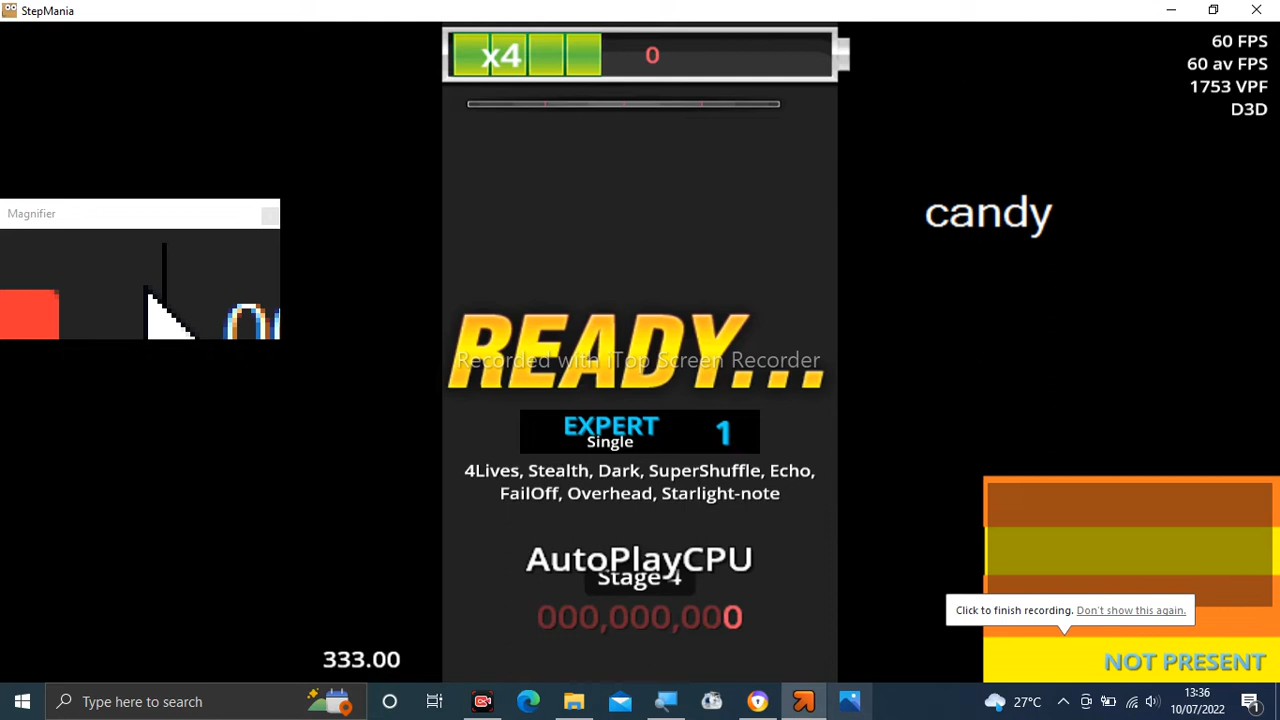 StepMania
x4
0
60 FPS
60 av FPS
1753 VPF
D3D
Magnifier
candy
READY...
Recorded with iTop Screen Recorder
EXPERT 1
Single
4Lives, Stealth, Dark, SuperShuffle, Echo,
FailOff, Overhead, Starlight-note
AutoPlayCPU
Stage 4
000,000,000
Click to finish recording. Don't show this again.
333.00
NOT PRESENT
Type here to search
27°C
13:36
10/07/2022
1